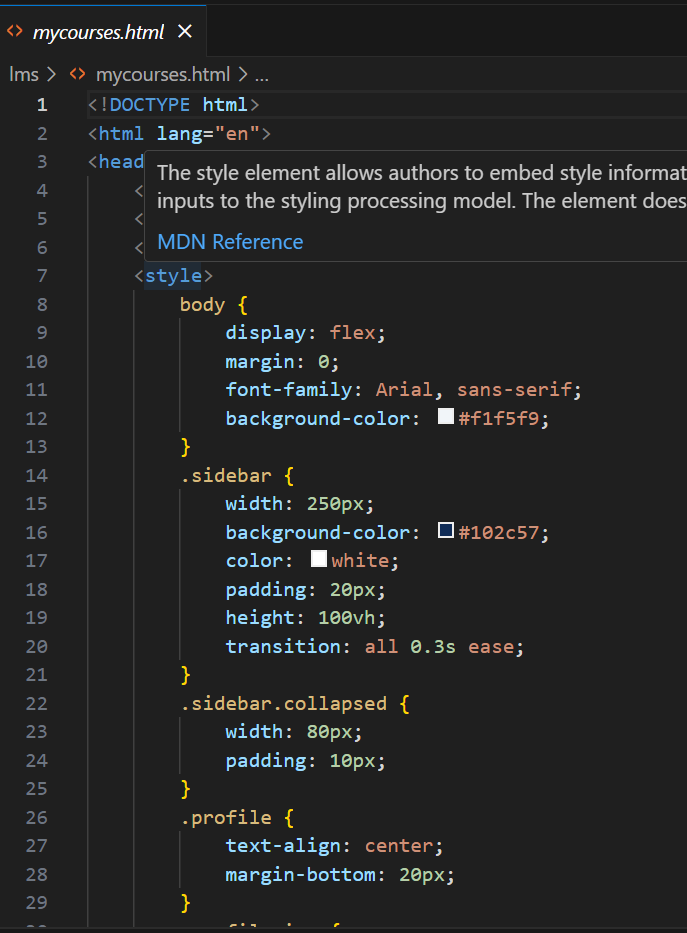 mycourses.html ×
lms > <> mycourses.html > ...
1 <!DOCTYPE html>
2 <html lang="en">
3 <head
The style element allows authors to embed style informat
4 <
inputs to the styling processing model. The element does
5 <
6 <
MDN Reference
7 <style>
8 body {
9 display: flex;
10 margin: 0;
11 font-family: Arial, sans-serif;
12 background-color: #f1f5f9;
13 }
14 .sidebar {
15 width: 250px;
16 background-color: #102c57;
17 color: white;
18 padding: 20px;
19 height: 100vh;
20 transition: all 0.3s ease;
21 }
22 .sidebar.collapsed {
23 width: 80px;
24 padding: 10px;
25 }
26 .profile {
27 text-align: center;
28 margin-bottom: 20px;
29 }